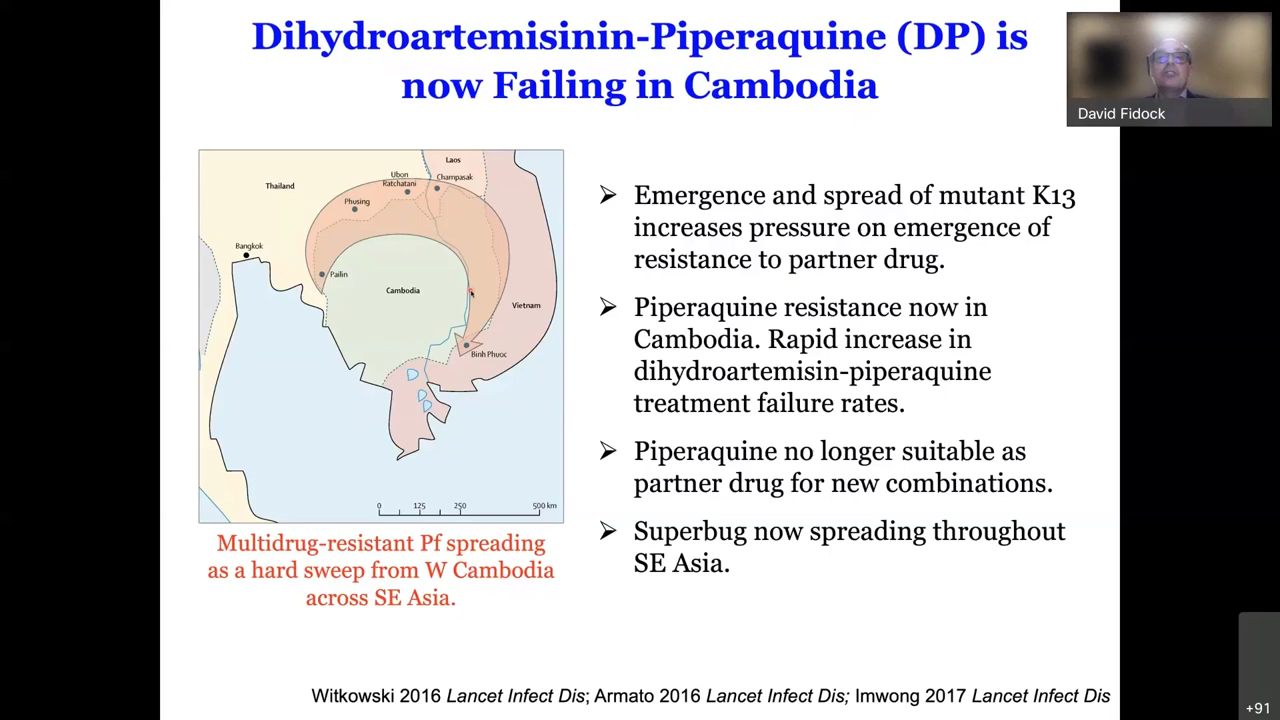 Dihydroartemisinin-Piperaquine (DP) is
now Failing in Cambodia
David Fidock
Thailand
Laos
Ubon
Ratchatani
Champasak
Phusing
Bangkok
Pailin
Cambodia
Vietnam
Binh Phuoc
0 125 250 500 km
Multidrug-resistant Pf spreading
as a hard sweep from W Cambodia
across SE Asia.
➢ Emergence and spread of mutant K13
increases pressure on emergence of
resistance to partner drug.
➢ Piperaquine resistance now in
Cambodia. Rapid increase in
dihydroartemisin-piperaquine
treatment failure rates.
➢ Piperaquine no longer suitable as
partner drug for new combinations.
➢ Superbug now spreading throughout
SE Asia.
Witkowski 2016 Lancet Infect Dis; Armato 2016 Lancet Infect Dis; Imwong 2017 Lancet Infect Dis
+91